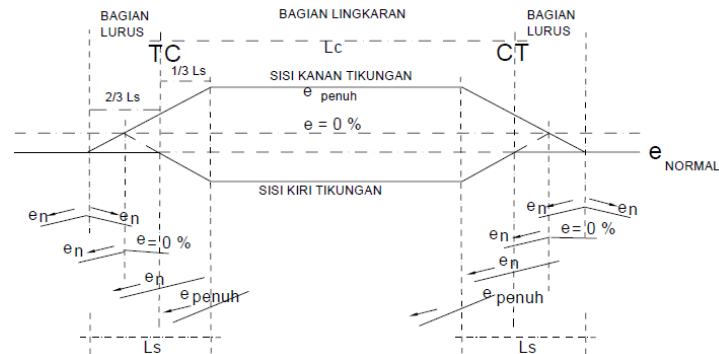 BAGIAN LURUS
BAGIAN LINGKARAN
BAGIAN LURUS
TC
Lc
CT
1/3 Ls
SISI KANAN TIKUNGAN
2/3 Ls
e penuh
e = 0 %
e NORMAL
SISI KIRI TIKUNGAN
en
en
en
en
en
e = 0 %
en
e = 0 %
en
en
e penuh
e penuh
Ls
Ls